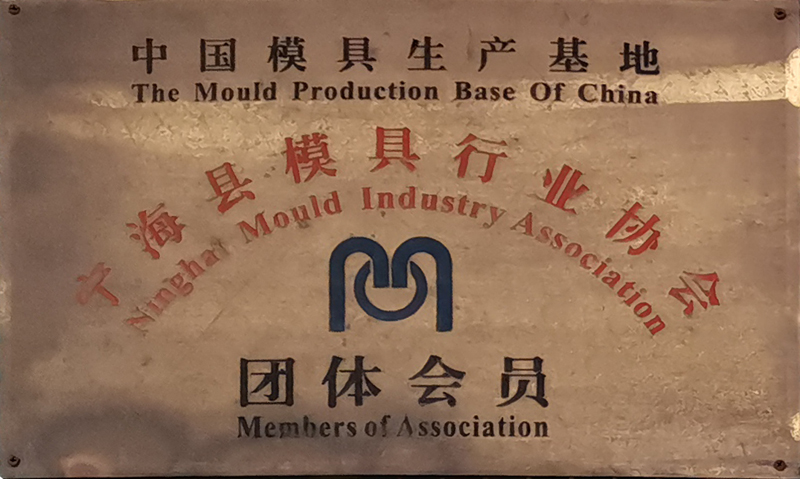 中国模具生产基地
The Mould Production Base Of China
宁海县模具行业协会
Ninghai Mould Industry Association
团体会员
Members of Association